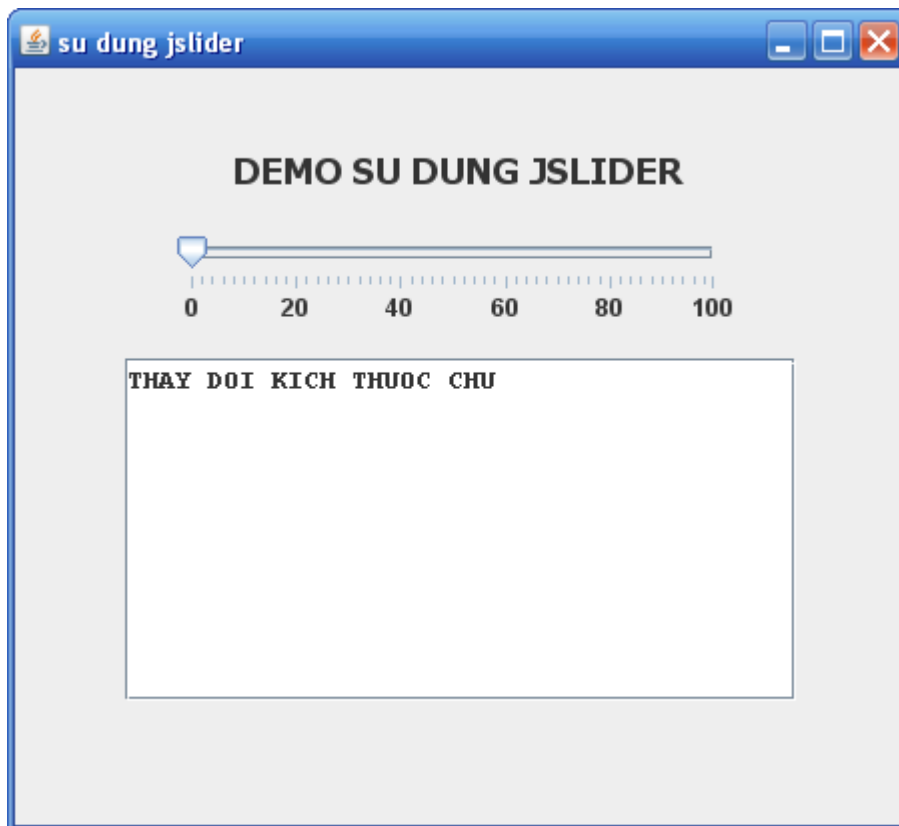 su dung jslider
DEMO SU DUNG JSLIDER
0 20 40 60 80 100
THAY DOI KICH THUOC CHU